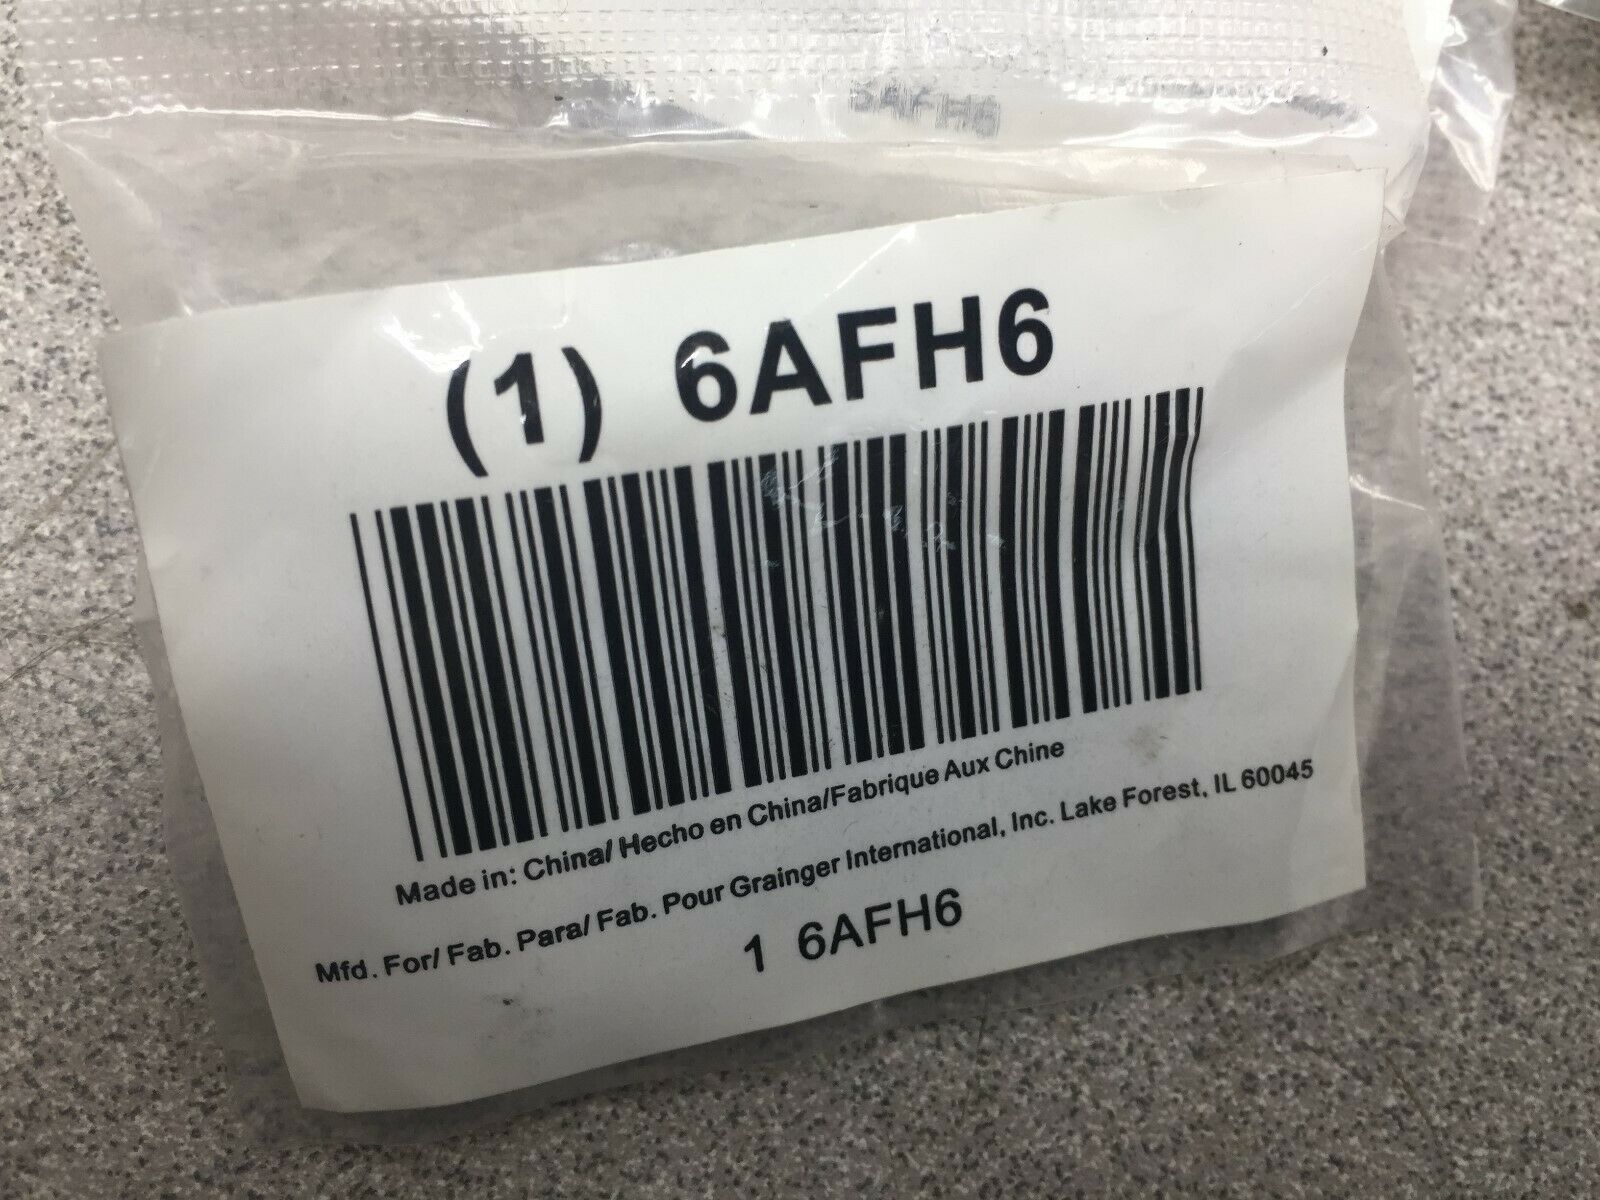 (1) 6AFH6
Made in: China/ Hecho en China/Fabrique Aux Chine
Mfd. For/ Fab. Para/ Fab. Pour Grainger International, Inc. Lake Forest, IL 60045
1 6AFH6